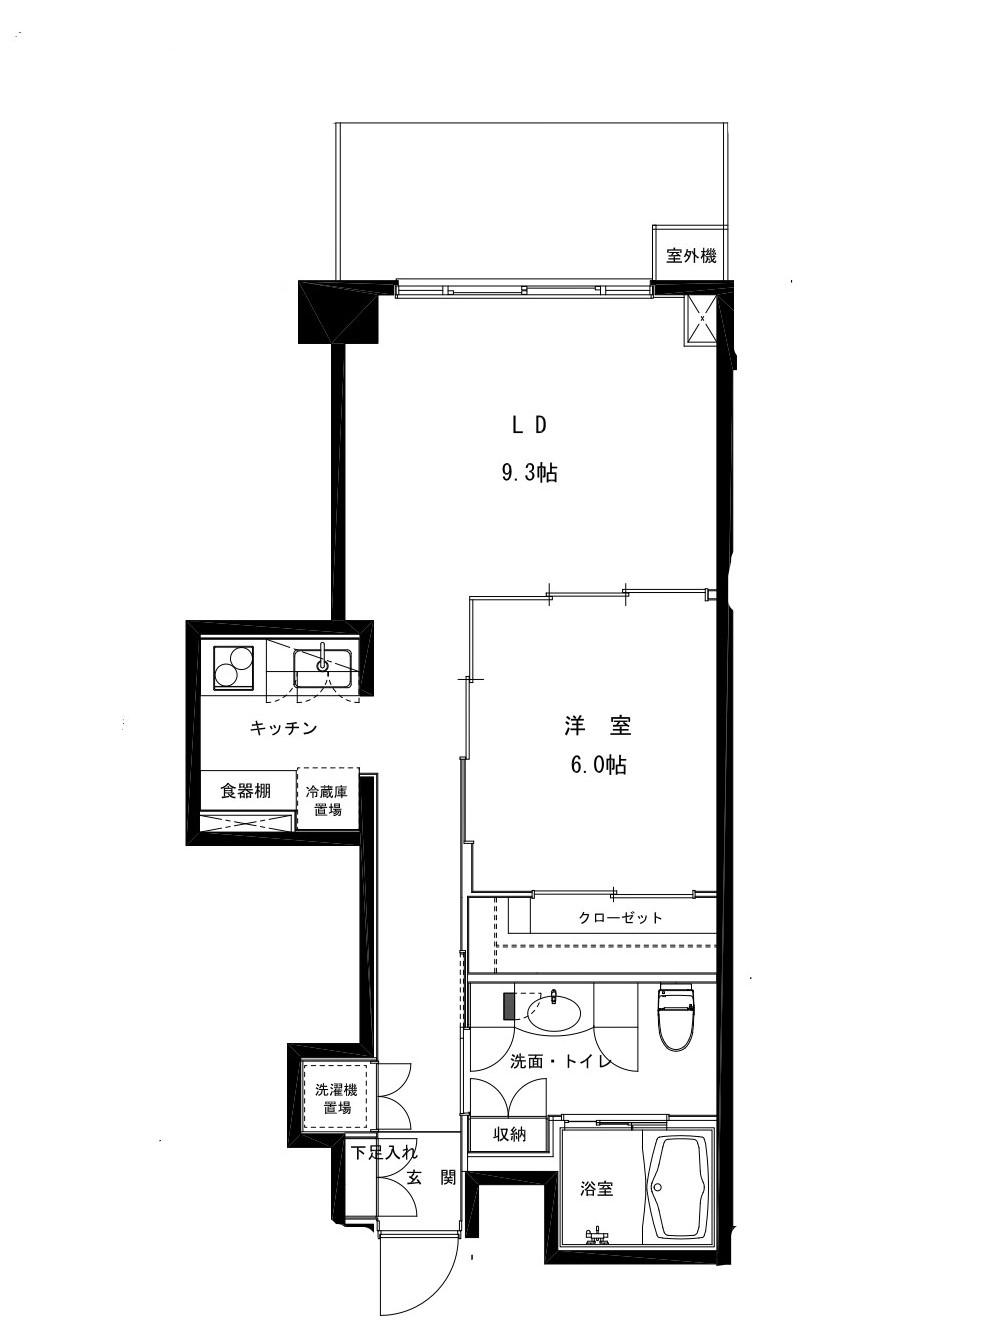 室外機
LD
9.3帖
洋 室
6.0帖
キッチン
食器棚
冷蔵庫
置場
クローゼット
洗面・トイレ
洗濯機
置場
収納
下足入れ
玄 関
浴室